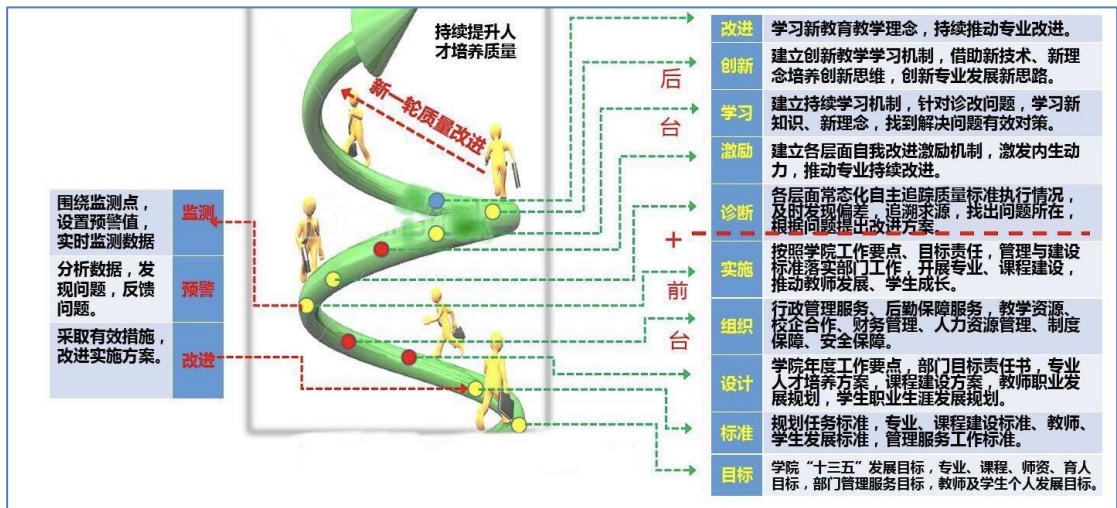 持续提升人
才培养质量
新一轮质量改进
围绕监测点，
设置预警值，
实时监测数据
监测
分析数据，发
现问题，反馈
问题。
预警
采取有效措施，
改进实施方案。
改进
后
台
+
前
台
改进
学习新教育教学理念，持续推动专业改进。
创新
建立创新教学学习机制，借助新技术、新理
念培养创新思维，创新专业发展新思路。
学习
建立持续学习机制，针对诊改问题，学习新
知识、新理念，找到解决问题有效对策。
激励
建立各层面自我改进激励机制，激发内生动
力，推动专业持续改进。
诊断
各层面常态化自主追踪质量标准执行情况，
及时发现偏差，追溯求源，找出问题所在，
根据问题提出改进方案。
实施
按照学院工作要点、目标责任，管理与建设
标准落实部门工作，开展专业、课程建设，
推动教师发展、学生成长。
组织
行政管理服务、后勤保障服务，教学资源、
校企合作、财务管理、人力资源管理、制度
保障、安全保障。
设计
学院年度工作要点，部门目标责任书，专业
人才培养方案，课程建设方案，教师职业发
展规划，学生职业生涯发展规划。
标准
规划任务标准，专业、课程建设标准、教师、
学生发展标准，管理服务工作标准。
目标
学院“十三五”发展目标，专业、课程、师资、育人
目标，部门管理服务目标，教师及学生个人发展目标。